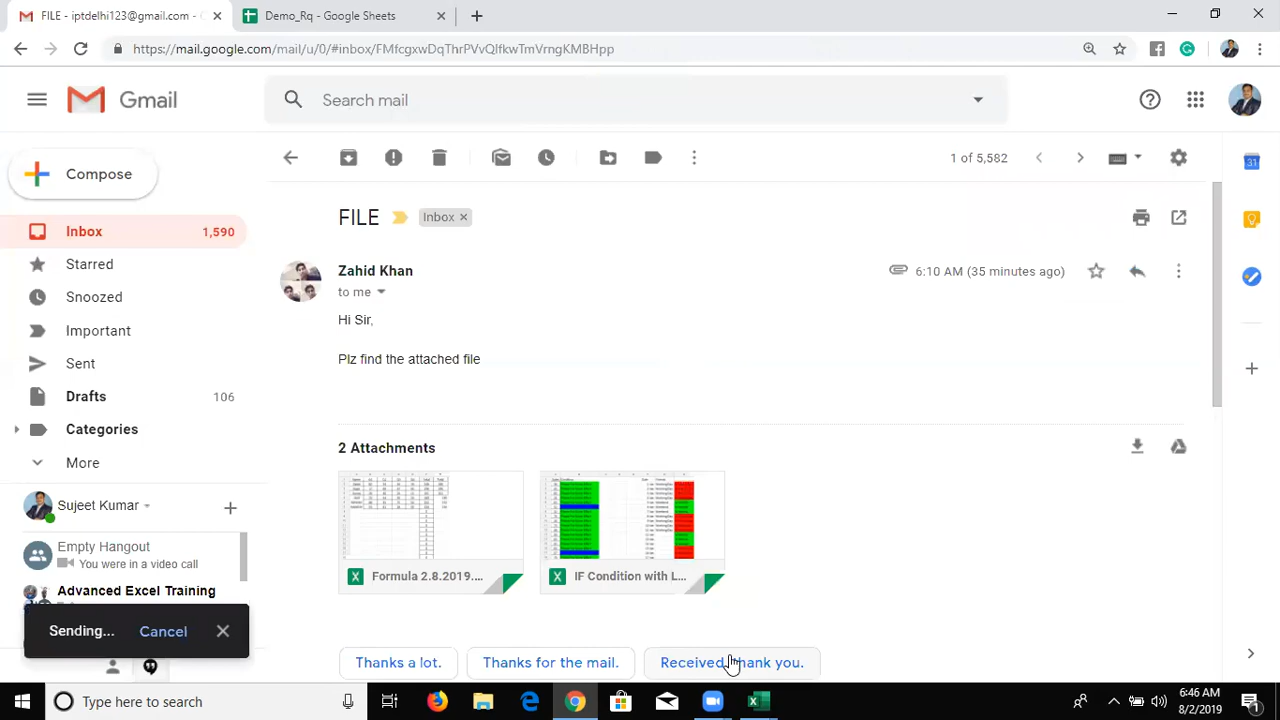 FILE - iptdelhi123@gmail.com -
Demo_Rq - Google Sheets
https://mail.google.com/mail/u/0/#inbox/FMfcgxwDqThrPVvQlfkwTmVrngKMBHpp
Gmail
Search mail
1 of 5,582
Compose
FILE
Inbox
Inbox 1,590
Starred
Snoozed
Important
Sent
Drafts 106
Categories
More
Zahid Khan
6:10 AM (35 minutes ago)
to me
Hi Sir,
Plz find the attached file
2 Attachments
Formula 2.8.2019....
IF Condition with L...
Sujeet Kumar
Empty Hangout
You were in a video call
Advanced Excel Training
Sending... Cancel
Thanks a lot.
Thanks for the mail.
Received, thank you.
31
Type here to search
6:46 AM
8/2/2019